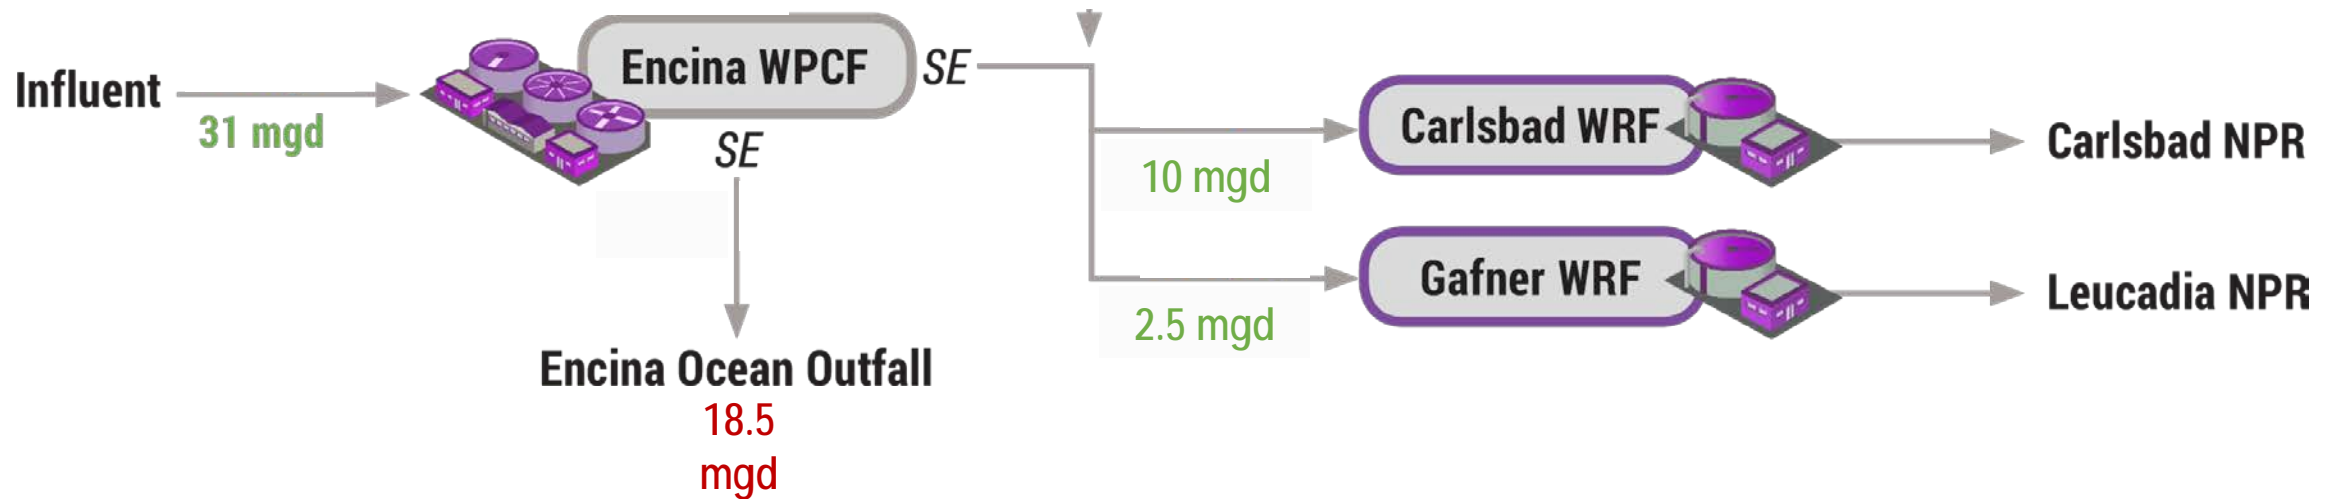 Influent
31 mgd
Encina WPCF
SE
SE
Encina Ocean Outfall
18.5
mgd
10 mgd
2.5 mgd
Carlsbad WRF
Carlsbad NPR
Gafner WRF
Leucadia NPR